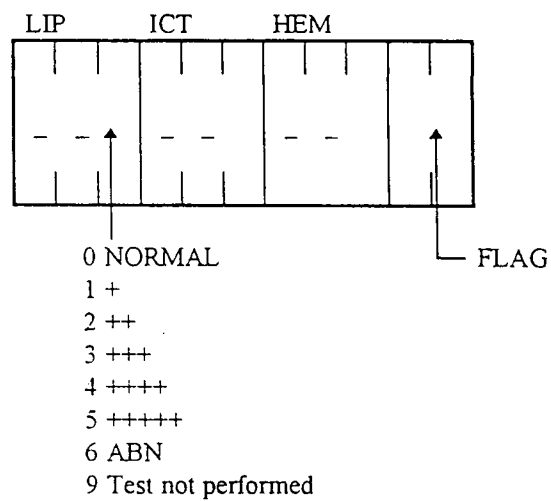 LIP ICT HEM
0 NORMAL
FLAG
1 +
2 ++
3 +++
4 ++++
5 +++++
6 ABN
9 Test not performed